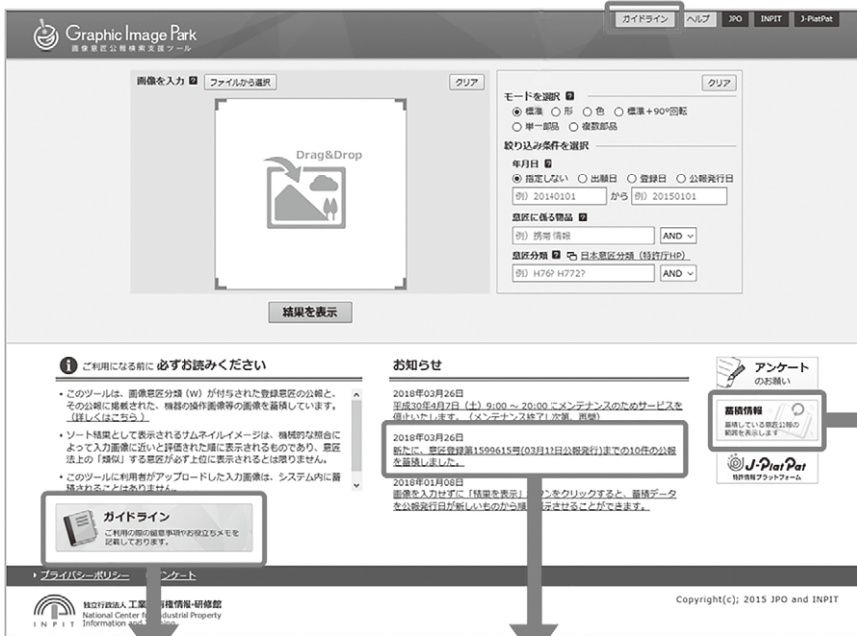 Graphic Image Park
画像意匠公報検索支援ツール
ガイドライン
ヘルプ
JPO
INPIT
J-PlatPat
画像を入力 ?
ファイルから選択
クリア
Drag&Drop
結果を表示
クリア
モードを選択 ?
標準 形 色 標準+90°回転
単一部品 複数部品
絞り込み条件を選択
年月日 ?
指定しない 出願日 登録日 公報発行日
例) 20140101 から 例) 20150101
意匠に係る物品 ?
例) 携帯 情報 AND
意匠分類 ? 日本意匠分類(特許庁HP)
例) H76? H772? AND
ご利用になる前に 必ずお読みください
・このツールは、画像意匠分類(W)が付与された登録意匠の公報と、
その公報に掲載された、機器の操作画像等の画像を蓄積しています。
(詳しくはこちら)
・ソート結果として表示されるサムネイルイメージは、機械的な照合に
よって入力画像に近いと評価された順に表示されるものであり、意匠
法上の「類似」する意匠が必ず上位に表示されるとは限りません。
・このツールに利用者がアップロードした入力画像は、システム内に蓄
積されることはありません。
ガイドライン
ご利用の際の留意事項やお役立ちメモを
記載しております。
お知らせ
2018年03月26日
平成30年4月7日(土)9:00 ~ 20:00 にメンテナンスのためサービスを
停止いたします。(メンテナンス終了次第、再開)
2018年03月26日
新たに、意匠登録第1599615号(03月1?日公報発行)までの10件の公報
を蓄積しました。
2018年01月08日
画像を入力せずに「結果を表示」ボタンをクリックすると、蓄積データ
を公報発行日が新しいものから順に表示させることができます。
アンケート
のお願い
蓄積情報
蓄積している意匠公報の
範囲を表示します
J-PlatPat
特許情報プラットフォーム
プライバシーポリシー アンケート
INPIT
独立行政法人 工業 権情報・研修館
National Center f dustrial Property
Information and
Copyright(c); 2015 JPO and INPIT